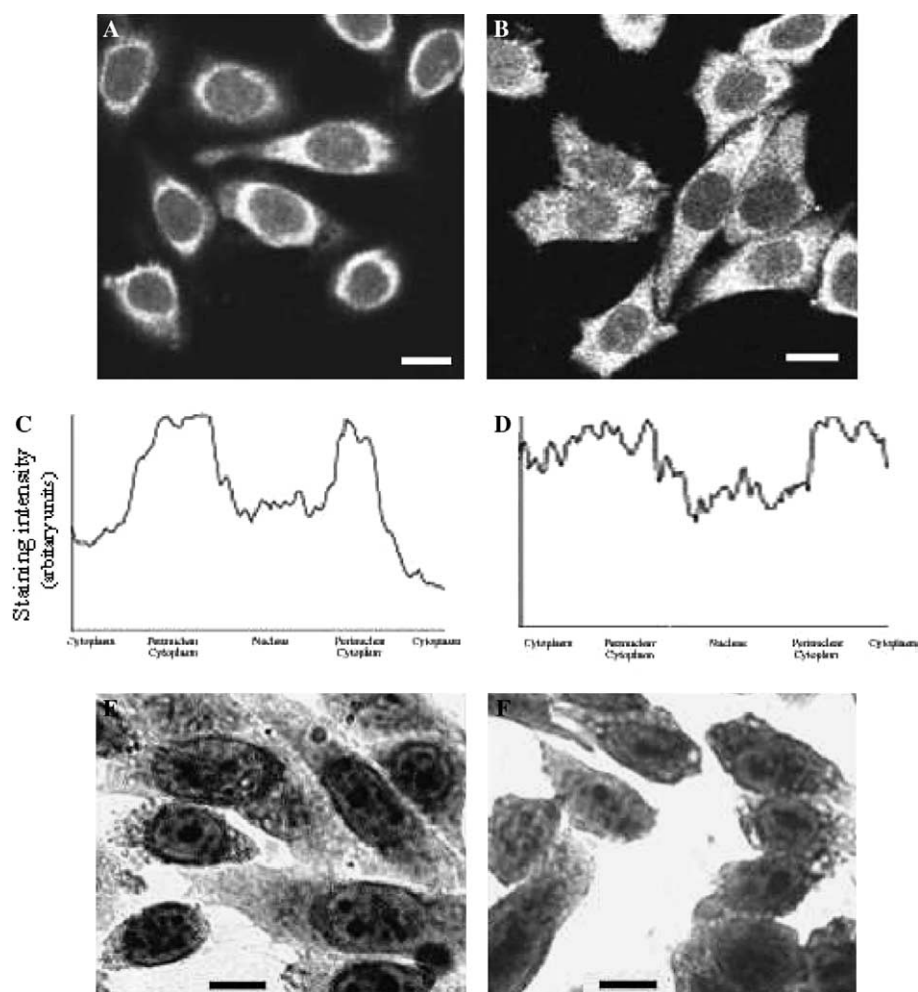 A
B
C
D
Staining intensity
(arbitrary units)
Cytoplasm
Perinuclear
Cytoplasm
Nucleus
Perinuclear
Cytoplasm
Cytoplasm
Cytoplasm
Perinuclear
Cytoplasm
Nucleus
Perinuclear
Cytoplasm
Cytoplasm
E
F